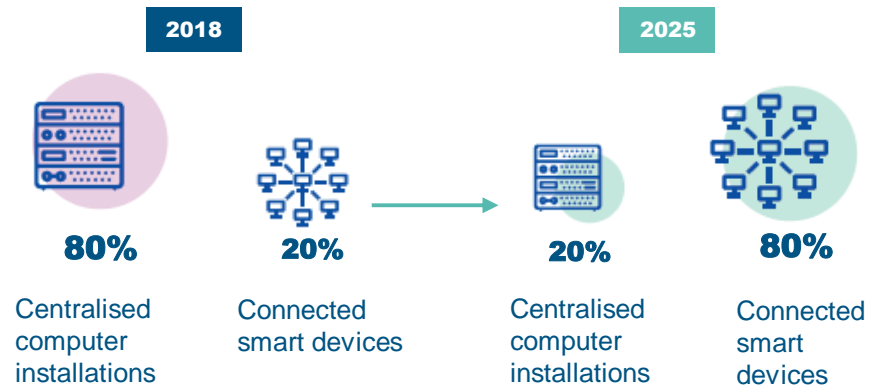 2018
2025
80%
20%
20%
80%
Centralised
computer
installations
Connected
smart devices
Centralised
computer
installations
Connected
smart
devices